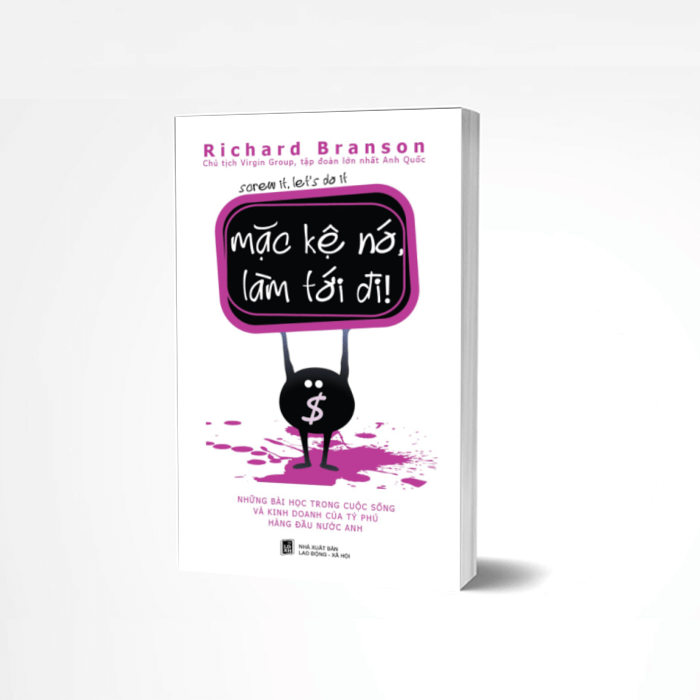 Richard Branson
Chủ tịch Virgin Group, tập đoàn lớn nhất Anh Quốc
screw it, let's do it
mặc kệ nó,
làm tới đi!
$
NHỮNG BÀI HỌC TRONG CUỘC SỐNG
VÀ KINH DOANH CỦA TỶ PHÚ
HÀNG ĐẦU NƯỚC ANH
NHÀ XUẤT BẢN
LAO ĐỘNG - XÃ HỘI